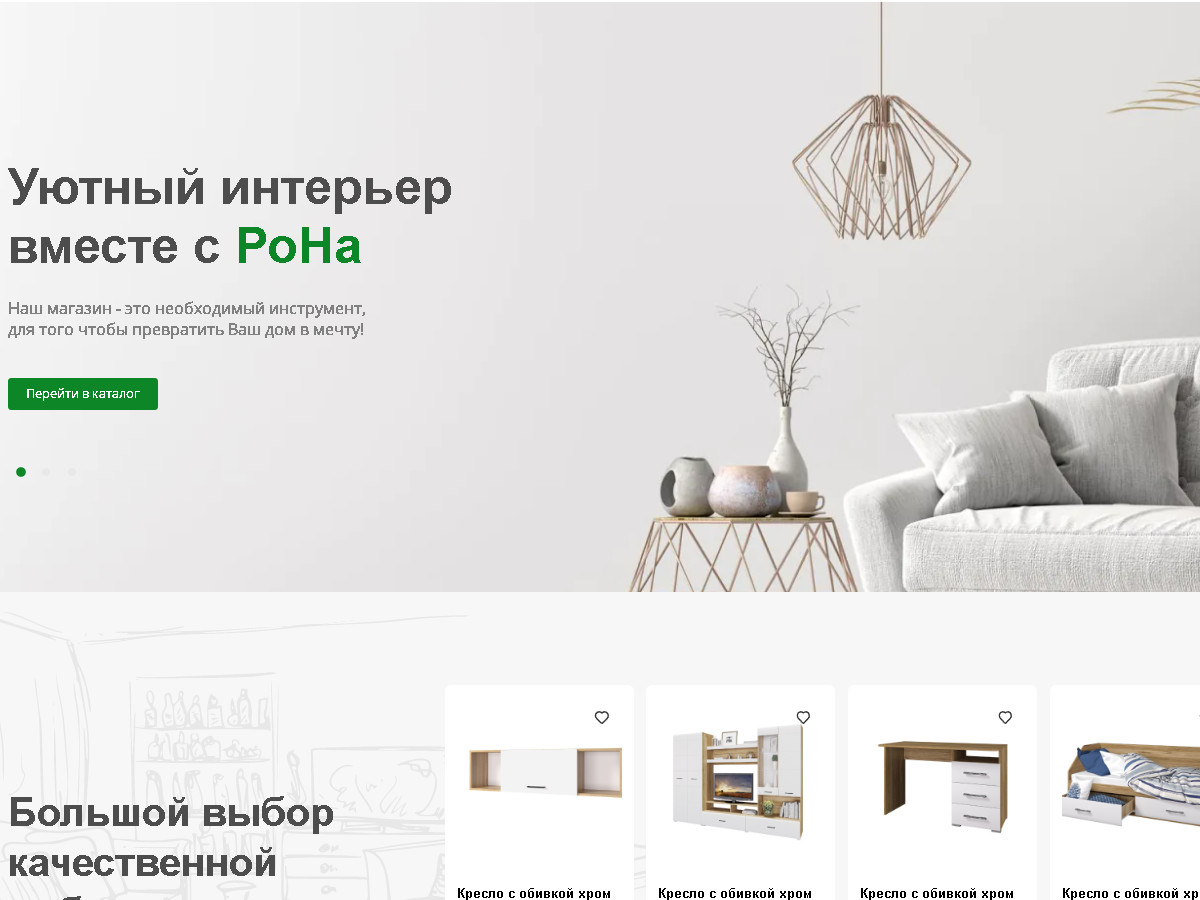 Уютный интерьер
вместе с РоНа
Наш магазин - это необходимый инструмент,
для того чтобы превратить Ваш дом в мечту!
Перейти в каталог
Большой выбор
качественной
Кресло с обивкой хром
Кресло с обивкой хром
Кресло с обивкой хром
Кресло с обивкой хр